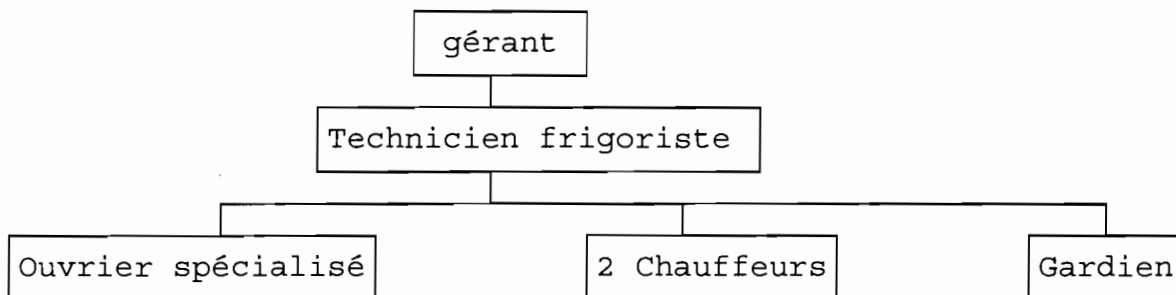 gérant
Technicien frigoriste
Ouvrier spécialisé
2 Chauffeurs
Gardien